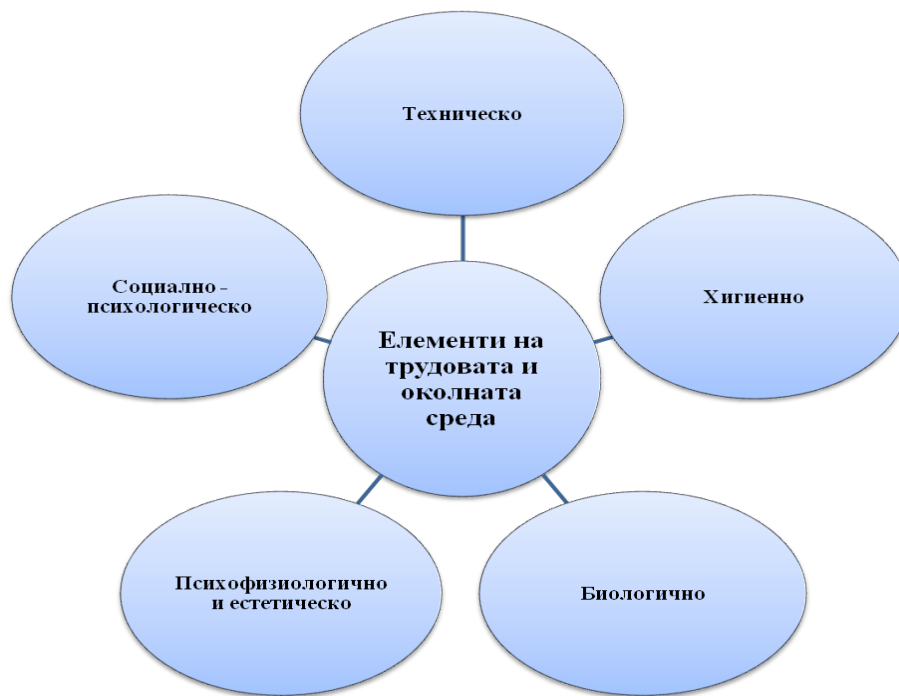 Техническо
Социално -
психологическо
Хигиенно
Елементи на
трудовата и
околната
среда
Психофизиологично
и естетическо
Биологично